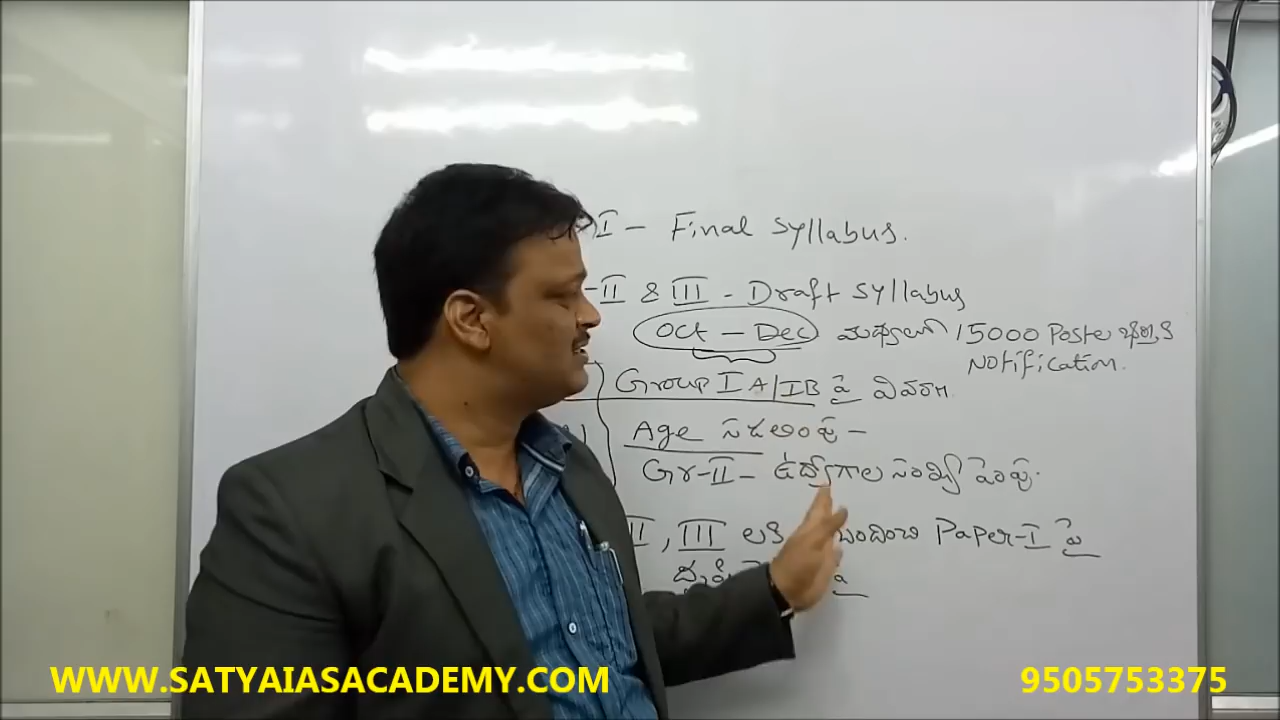 I - Final Syllabus.
-II & III - Draft Syllabus
Oct - Dec మధ్యలో 15000 Postల భర్తీకి
Notification.
Group I A/IB పై వివరణ
Age సడలింపు -
Gr-II - ఉద్యోగాల సంఖ్య పెంపు.
II, III లకి Paper-I పై
WWW.SATYAIASACADEMY.COM 9505753375